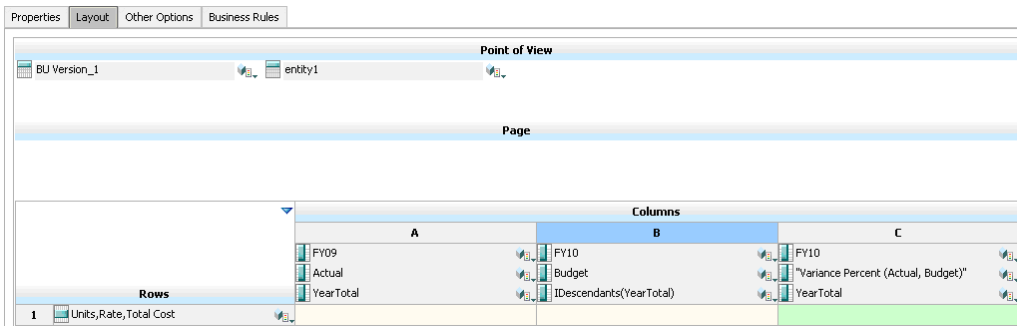 Properties Layout Other Options Business Rules
Point of View
BU Version_1 entity1
Page
Columns
A B C
FY09 FY10 FY10
Actual Budget "Variance Percent (Actual, Budget)"
Rows YearTotal IDescendants(YearTotal) YearTotal
1 Units,Rate,Total Cost